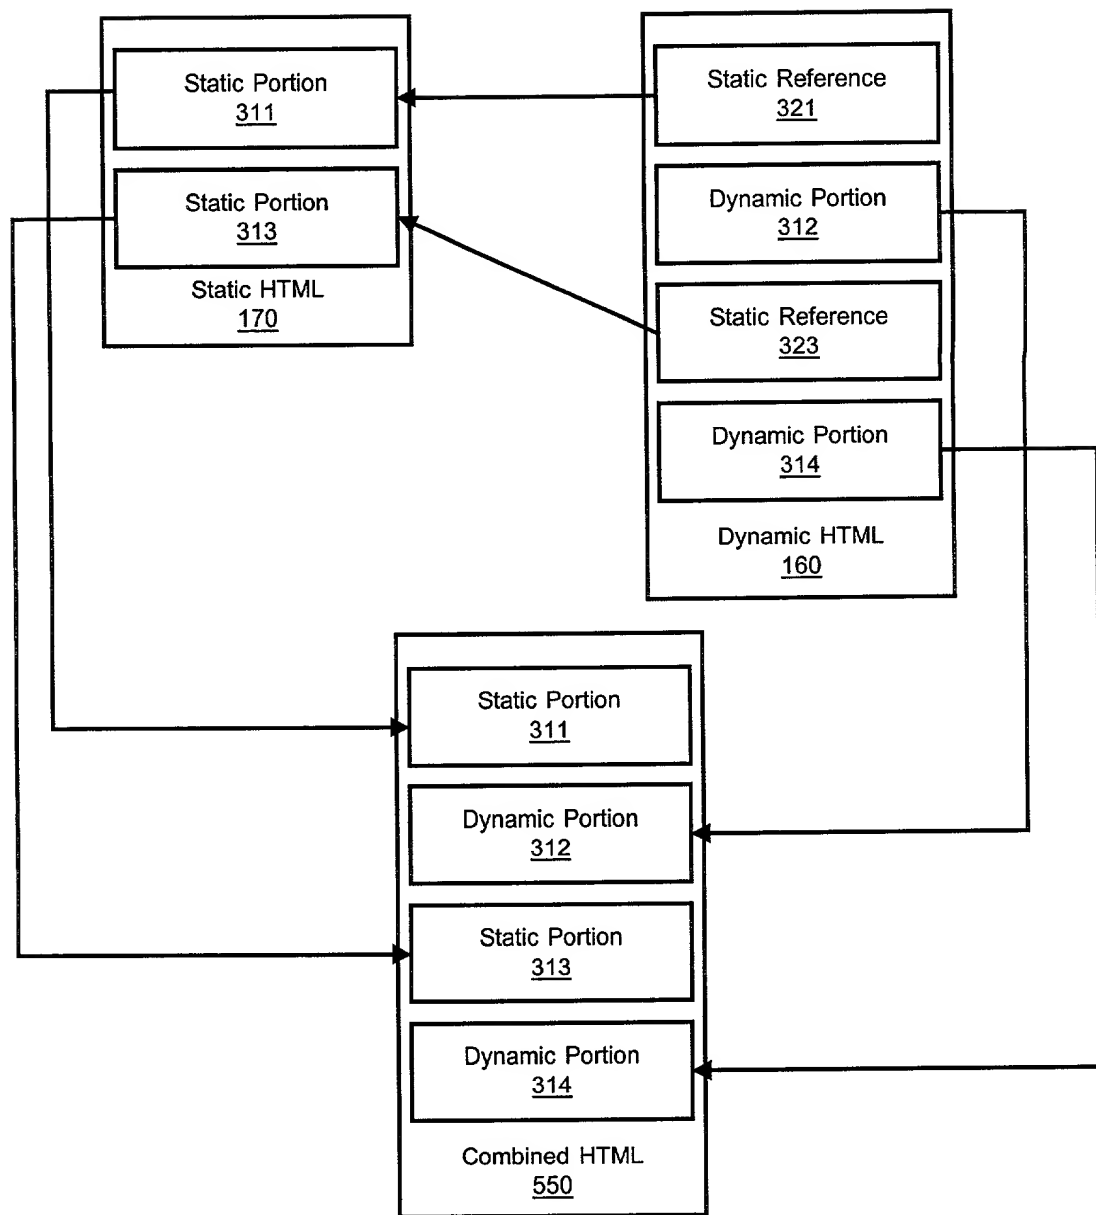 Static Portion
311
Static Portion
313
Static HTML
170
Static Reference
321
Dynamic Portion
312
Static Reference
323
Dynamic Portion
314
Dynamic HTML
160
Static Portion
311
Dynamic Portion
312
Static Portion
313
Dynamic Portion
314
Combined HTML
550